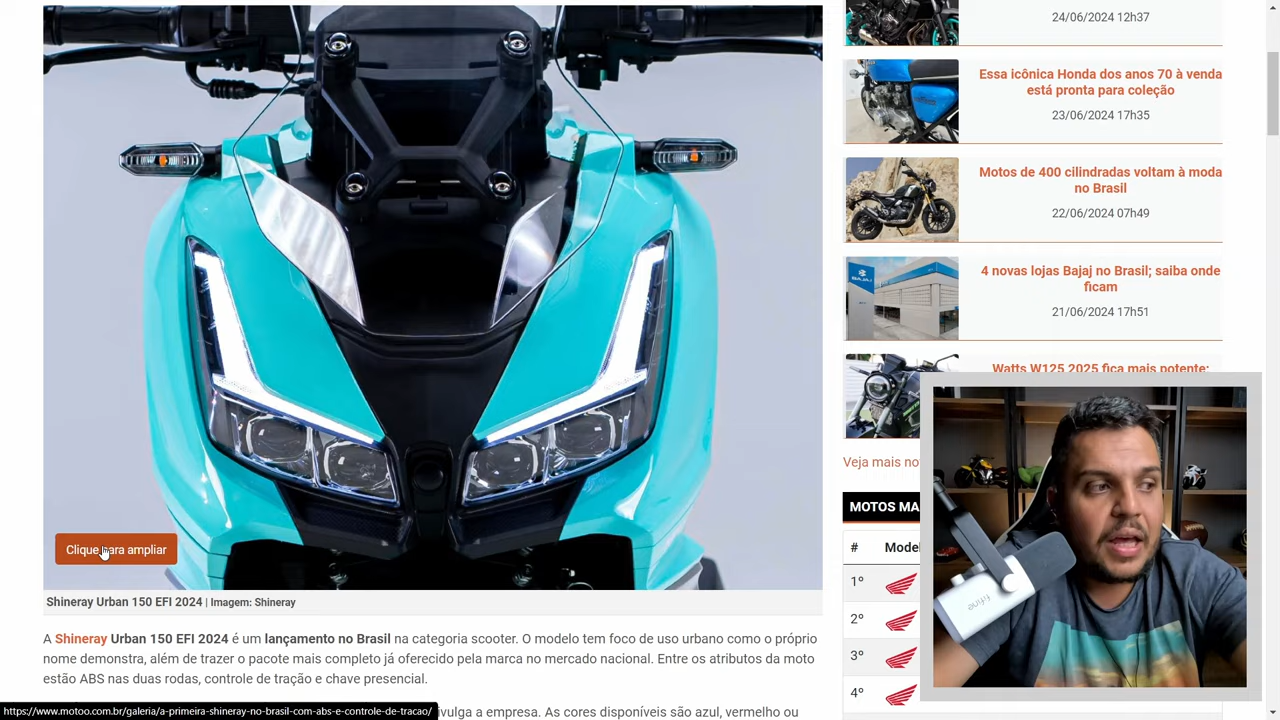 Clique para ampliar
Shineray Urban 150 EFI 2024 | Imagem: Shineray
A Shineray Urban 150 EFI 2024 é um lançamento no Brasil na categoria scooter. O modelo tem foco de uso urbano como o próprio
nome demonstra, além de trazer o pacote mais completo já oferecido pela marca no mercado nacional. Entre os atributos da moto
estão ABS nas duas rodas, controle de tração e chave presencial.
ivulga a empresa. As cores disponíveis são azul, vermelho ou
https://www.motoo.com.br/galeria/a-primeira-shineray-no-brasil-com-abs-e-controle-de-tracao/
24/06/2024 12h37
Essa icônica Honda dos anos 70 à venda
está pronta para coleção
23/06/2024 17h35
Motos de 400 cilindradas voltam à moda
no Brasil
22/06/2024 07h49
4 novas lojas Bajaj no Brasil; saiba onde
ficam
21/06/2024 17h51
Watts W125 2025 fica mais potente;
Veja mais no
MOTOS MA
# Model
1º
2º
3º
4º
fifine